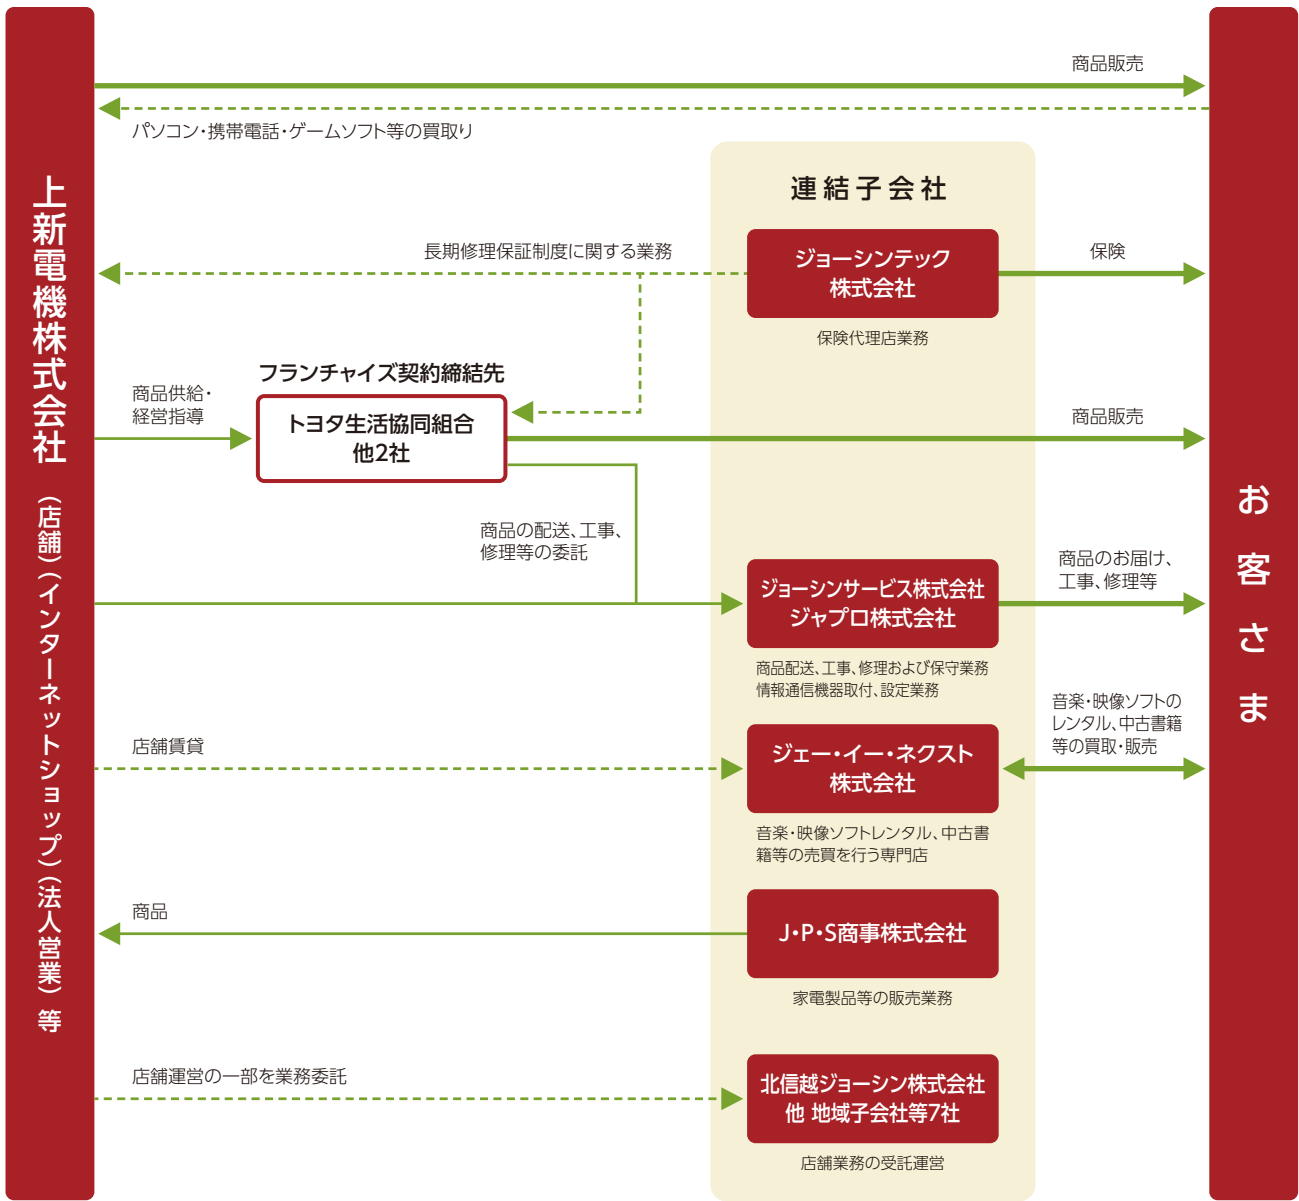 上新電機株式会社
（店舗）（インターネットショップ）（法人営業）等
商品販売
パソコン・携帯電話・ゲームソフト等の買取り
連結子会社
長期修理保証制度に関する業務
ジョーシンテック
株式会社
保険代理店業務
保険
フランチャイズ契約締結先
商品供給・
経営指導
トヨタ生活協同組合
他2社
商品販売
商品の配送、工事、
修理等の委託
ジョーシンサービス株式会社
ジャプロ株式会社
商品配送、工事、修理および保守業務
情報通信機器取付、設定業務
商品のお届け、
工事、修理等
店舗賃貸
ジェー・イー・ネクスト
株式会社
音楽・映像ソフトレンタル、中古書
籍等の売買を行う専門店
音楽・映像ソフトの
レンタル、中古書籍
等の買取・販売
商品
J・P・S商事株式会社
家電製品等の販売業務
店舗運営の一部を業務委託
北信越ジョーシン株式会社
他 地域子会社等7社
店舗業務の受託運営
お客さま